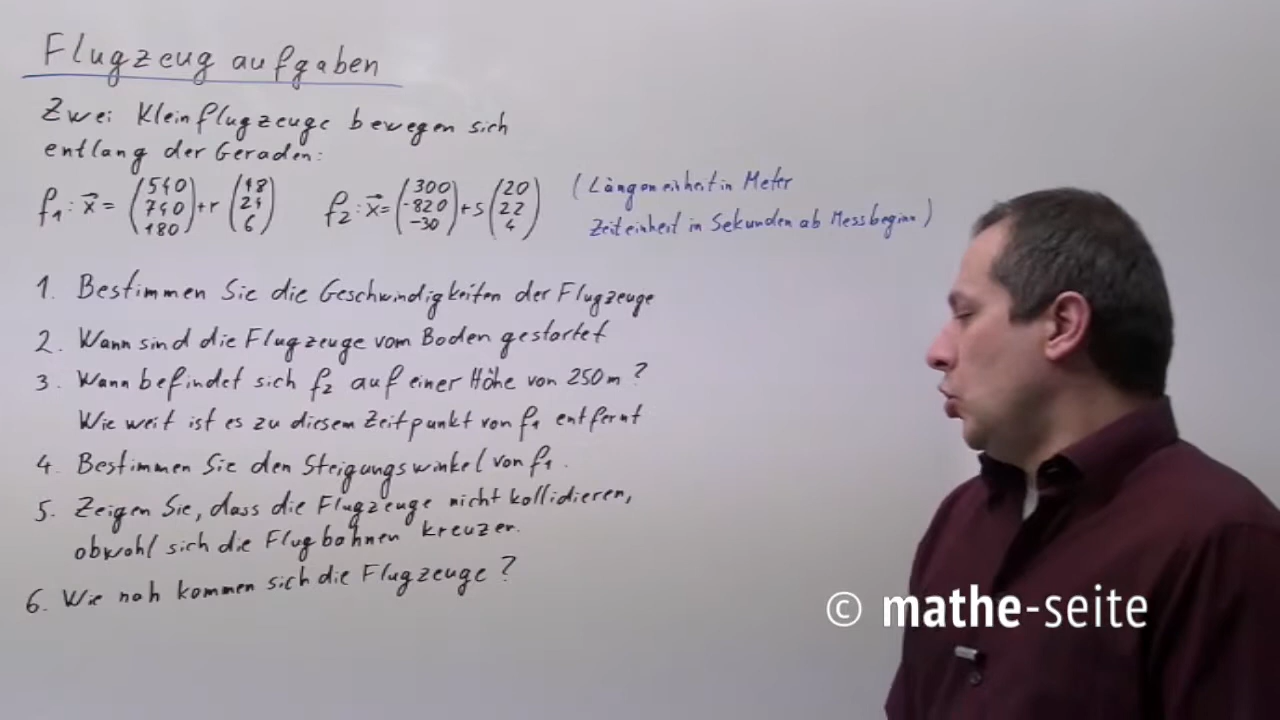 Flugzeugaufgaben
Zwei Kleinflugzeuge bewegen sich
entlang der Geraden:
f₁: x⃗ = (540 740 180) + r (18 24 6) f₂: x⃗ = (300 -820 -30) + s (20 22 4) (Längeneinheit in Meter
Zeiteinheit in Sekunden ab Messbeginn)
1. Bestimmen Sie die Geschwindigkeiten der Flugzeuge
2. Wann sind die Flugzeuge vom Boden gestartet
3. Wann befindet sich f₂ auf einer Höhe von 250m?
Wie weit ist es zu diesem Zeitpunkt von f₁ entfernt
4. Bestimmen Sie den Steigungswinkel von f₁.
5. Zeigen Sie, dass die Flugzeuge nicht kollidieren,
obwohl sich die Flugbahnen kreuzen.
6. Wie nah kommen sich die Flugzeuge?
© mathe-seite